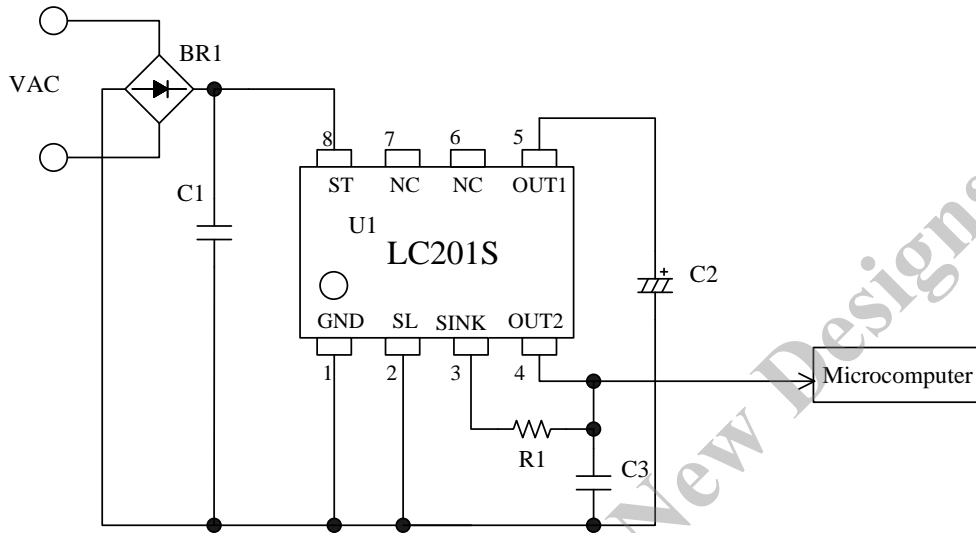 BR1
VAC
8
7
6
5
ST
NC
NC
OUT1
C1
U1
LC201S
C2
GND
SL
SINK
OUT2
1
2
3
4
Microcomputer
R1
C3
New Designs